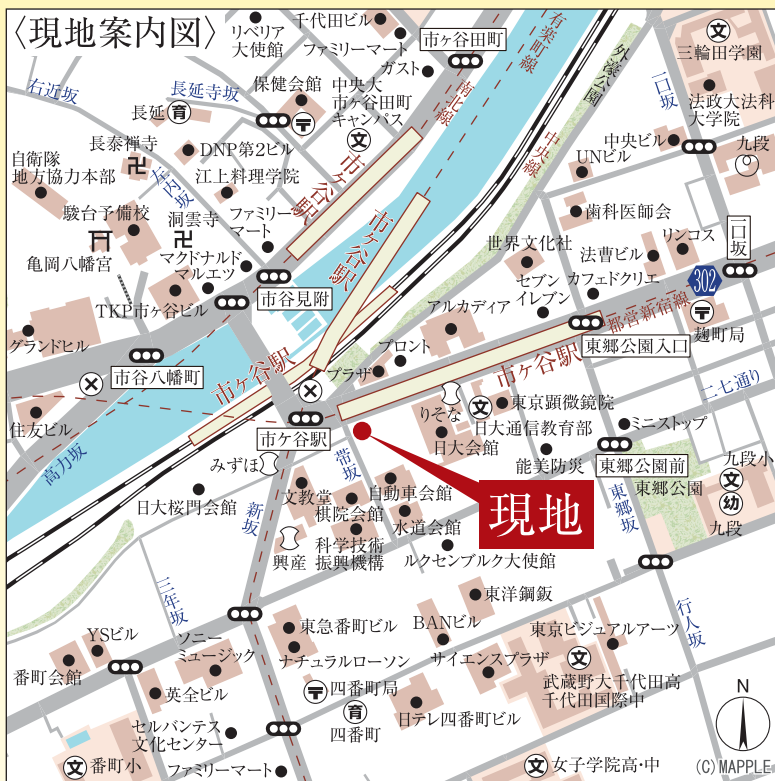 〈現地案内図〉
リベリア
大使館
千代田ビル
ファミリーマート
ガスト
市ヶ谷田町
有楽町線
外濠公園
三輪田学園
文
一口坂
法政大法科
大学院
右近坂
長延寺坂
保健会館
中央大
市ヶ谷田町
キャンパス
文
南北線
中央線
長延
育
長泰禅寺
DNP第2ビル
中央ビル
九段
UNビル
自衛隊
地方協力本部
左内坂
江上料理学院
市ヶ谷駅
市ヶ谷駅
歯科医師会
駿台予備校
洞雲寺
ファミリー
マート
世界文化社
法曹ビル
リンコス
一口坂
亀岡八幡宮
マクドナルド
マルエツ
セブン
イレブン
カフェドクリエ
302
TKP市ヶ谷ビル
市谷見附
アルカディア
都営新宿線
麹町局
グランドヒル
市谷八幡町
プロント
東郷公園入口
プラザ
市ヶ谷駅
市ヶ谷駅
二七通り
りそな
文
東京顕微鏡院
ミニストップ
住友ビル
市ケ谷駅
日大通信教育部
高力坂
日大会館
能美防災
東郷公園前
九段小
みずほ
帯坂
東郷公園
文
幼
九段
日大桜門会館
新坂
文教堂
自動車会館
現地
東郷坂
棋院会館
水道会館
興産
科学技術
振興機構
ルクセンブルク大使館
三年坂
東洋鋼鈑
行人坂
YSビル
ソニー
ミュージック
東急番町ビル
BANビル
東京ビジュアルアーツ
番町会館
ナチュラルローソン
サイエンスプラザ
文
武蔵野大千代田高
千代田国際中
英全ビル
四番町局
育
四番町
日テレ四番町ビル
N
セルバンテス
文化センター
文
番町小
ファミリーマート
文
女子学院高・中
(C)MAPPLE